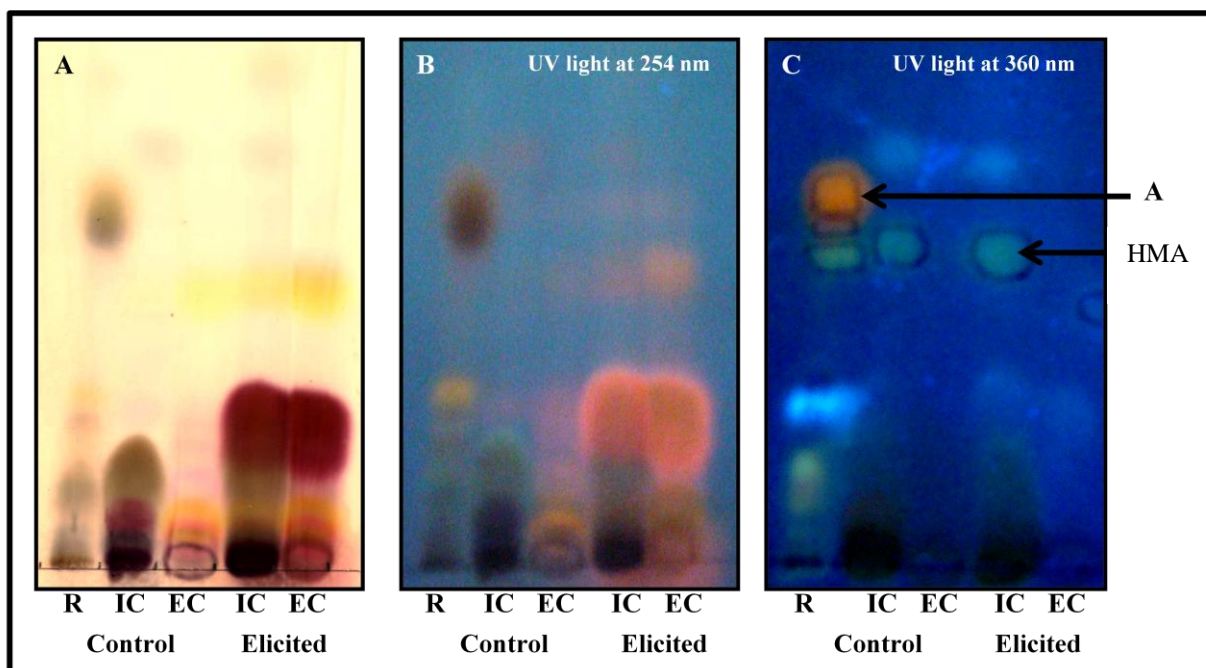 A
B UV light at 254 nm
C UV light at 360 nm
A
HMA
R IC EC IC EC
Control Elicited
R IC EC IC EC
Control Elicited
R IC EC IC EC
Control Elicited